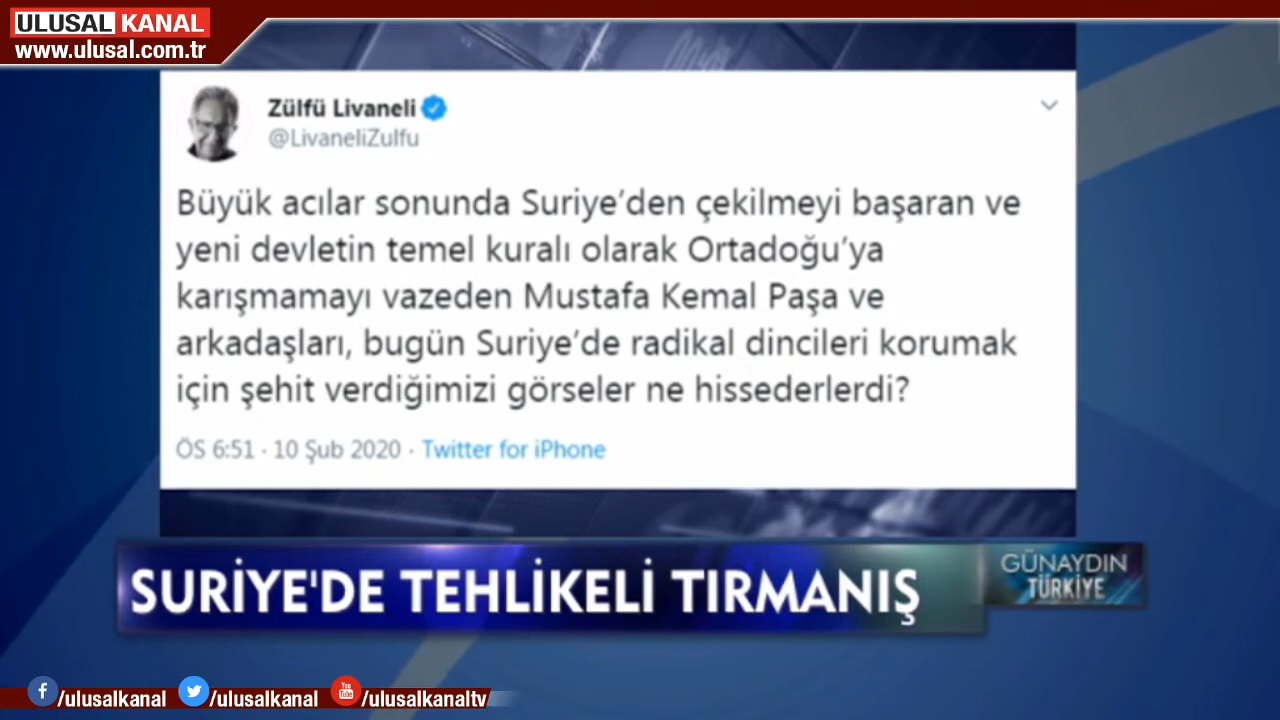 ULUSAL KANAL
www.ulusal.com.tr
Zülfü Livaneli
@LivaneliZulfu
Büyük acılar sonunda Suriye’den çekilmeyi başaran ve
yeni devletin temel kuralı olarak Ortadoğu’ya
karışmamayı vazeden Mustafa Kemal Paşa ve
arkadaşları, bugün Suriye’de radikal dincileri korumak
için şehit verdiğimizi görseler ne hissederlerdi?
ÖS 6:51 · 10 Şub 2020 · Twitter for iPhone
SURİYE'DE TEHLİKELİ TIRMANIŞ
GÜNAYDIN
TÜRKİYE
/ulusalkanal /ulusalkanal You Tube /ulusalkanaltv